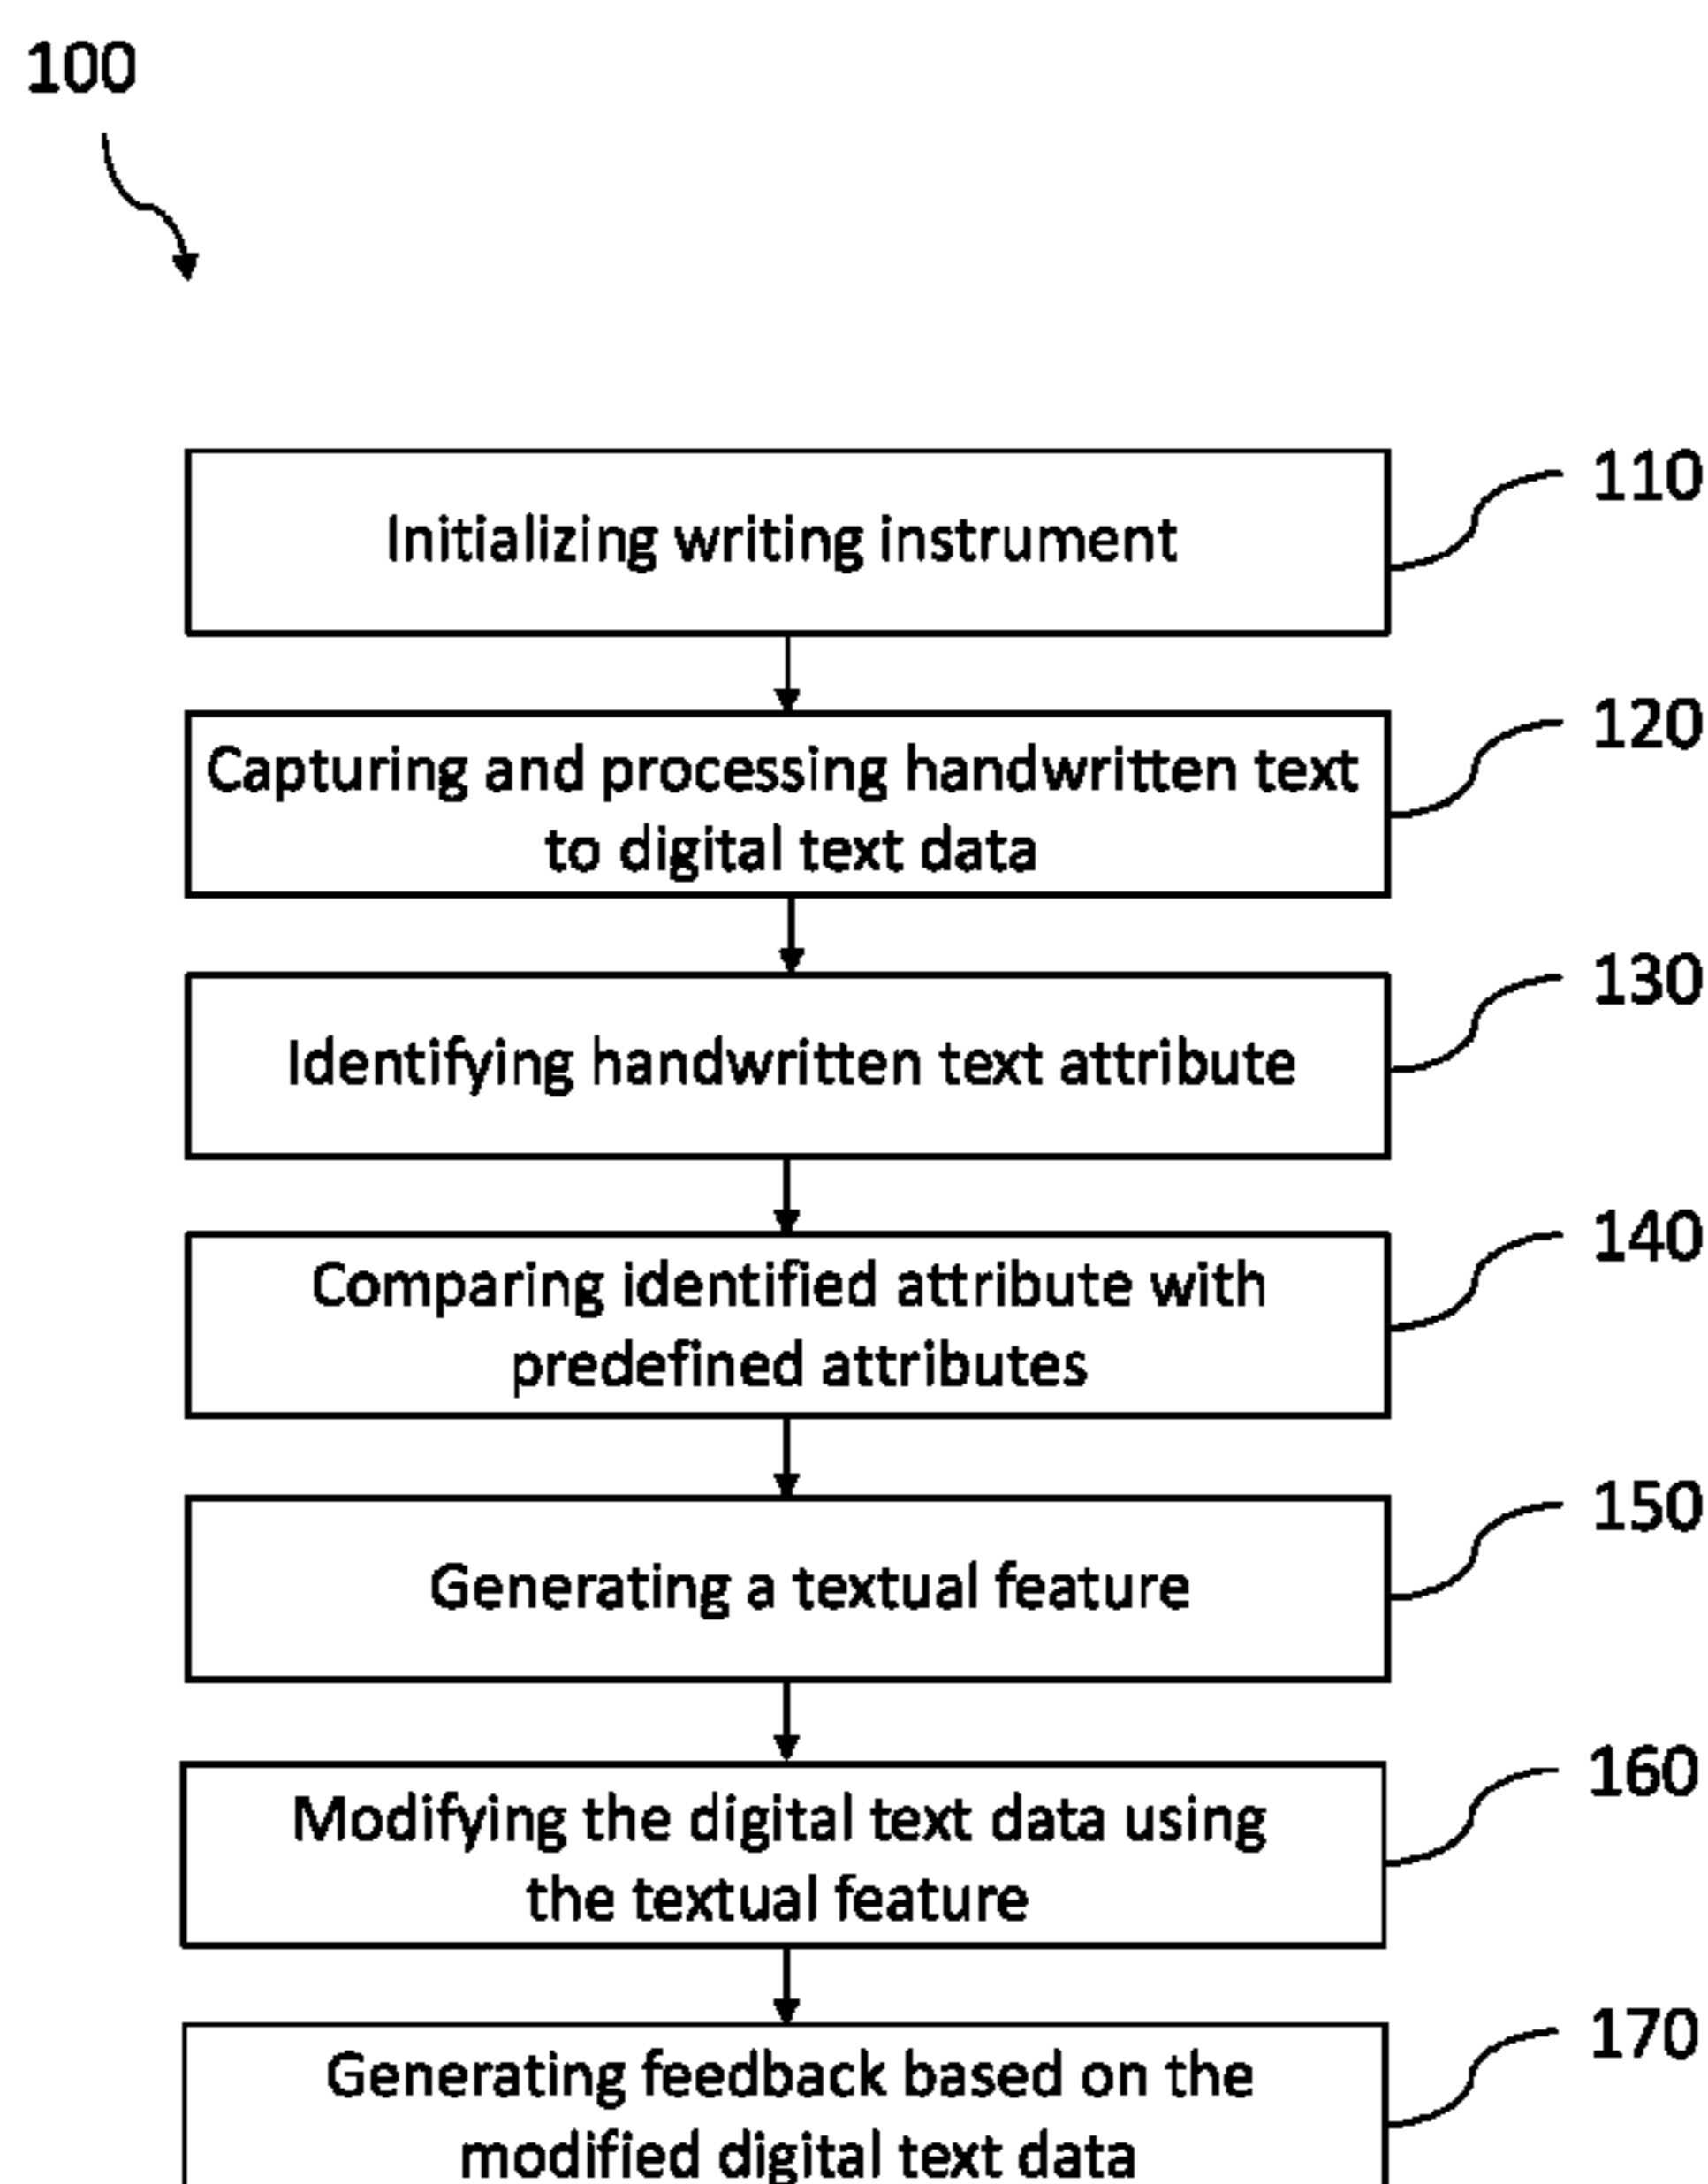 100
Initializing writing instrument
110
Capturing and processing handwritten text
to digital text data
120
Identifying handwritten text attribute
130
Comparing identified attribute with
predefined attributes
140
Generating a textual feature
150
Modifying the digital text data using
the textual feature
160
Generating feedback based on the
modified digital text data
170